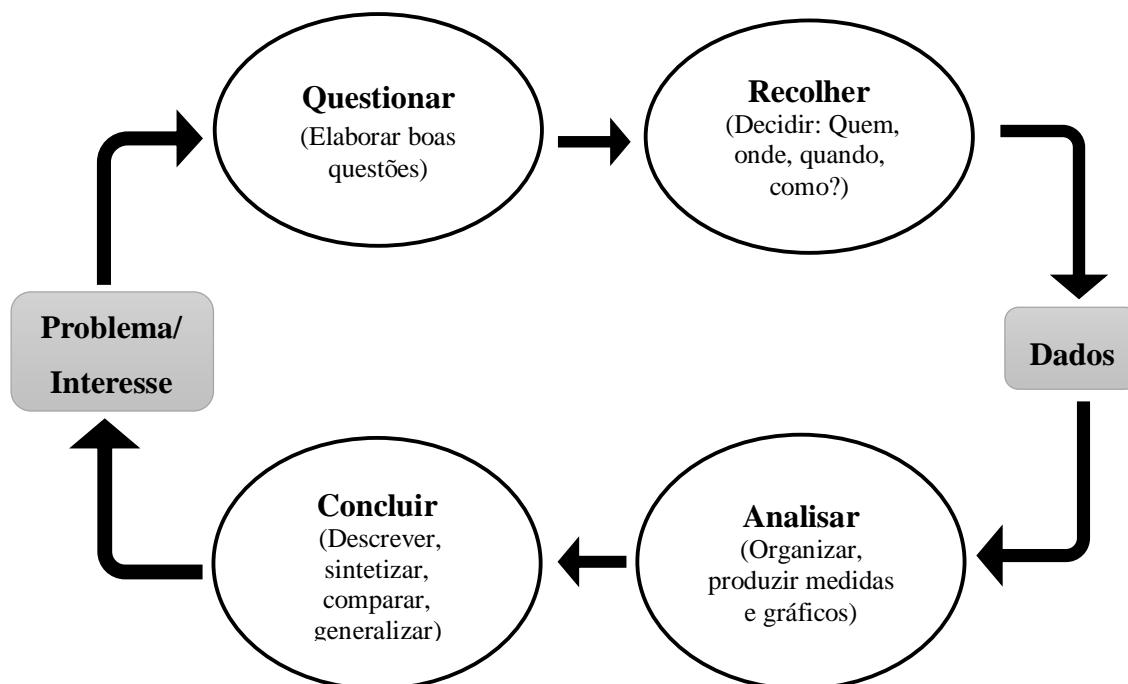 Questionar
(Elaborar boas
questões)
Recolher
(Decidir: Quem,
onde, quando,
como?)
Problema/
Interesse
Dados
Concluir
(Descrever,
sintetizar,
comparar,
generalizar)
Analisar
(Organizar,
produzir medidas
e gráficos)